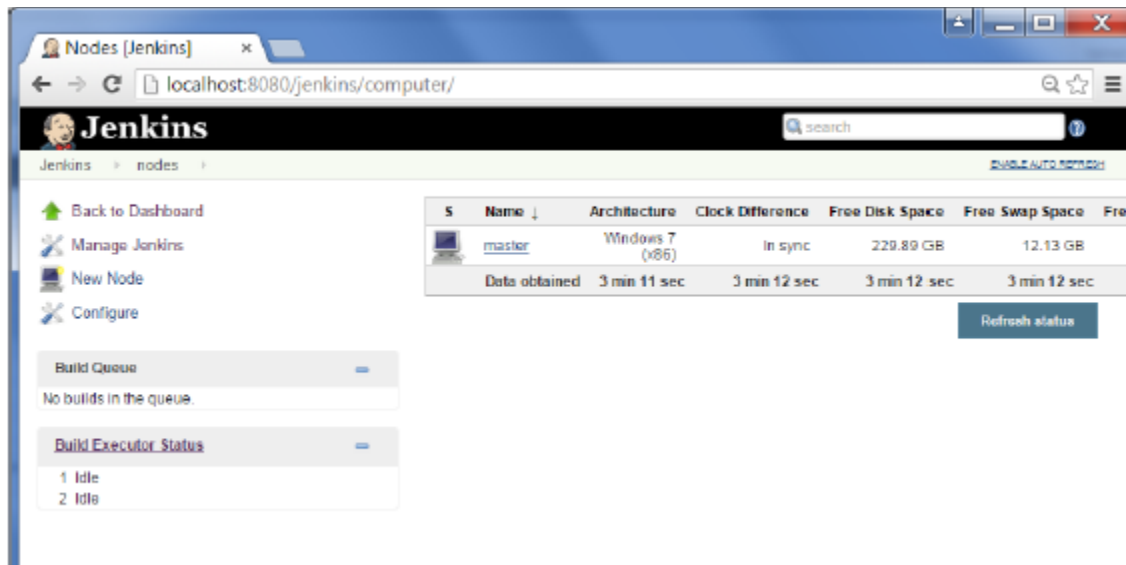 Nodes [Jenkins]
localhost:8080/jenkins/computer/
Jenkins
search
Jenkins nodes
ENABLE AUTO REFRESH
Back to Dashboard
Manage Jenkins
New Node
Configure
Build Queue
No builds in the queue.
Build Executor Status
1 Idle
2 Idle
S Name ↓ Architecture Clock Difference Free Disk Space Free Swap Space Fre
master Windows 7 (x86) In sync 229.89 GB 12.13 GB
Data obtained 3 min 11 sec 3 min 12 sec 3 min 12 sec 3 min 12 sec
Refresh status